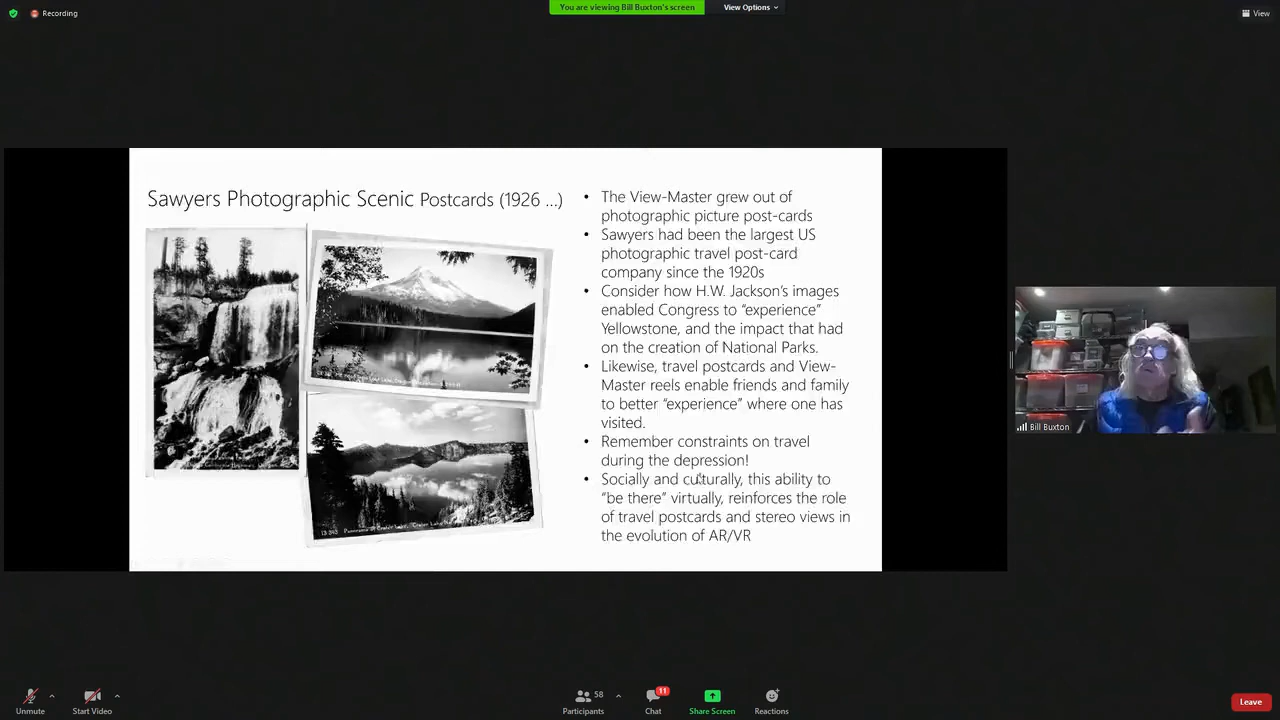 Recording
You are viewing Bill Buxton's screen
View Options
View
Sawyers Photographic Scenic Postcards (1926 ...)
• The View-Master grew out of
photographic picture post-cards
• Sawyers had been the largest US
photographic travel post-card
company since the 1920s
• Consider how H.W. Jackson's images
enabled Congress to "experience"
Yellowstone, and the impact that had
on the creation of National Parks.
• Likewise, travel postcards and View-
Master reels enable friends and family
to better "experience" where one has
visited.
• Remember constraints on travel
during the depression!
• Socially and culturally, this ability to
"be there" virtually, reinforces the role
of travel postcards and stereo views in
the evolution of AR/VR
Bill Buxton
Unmute
Start Video
58
Participants
11
Chat
Share Screen
Reactions
Leave